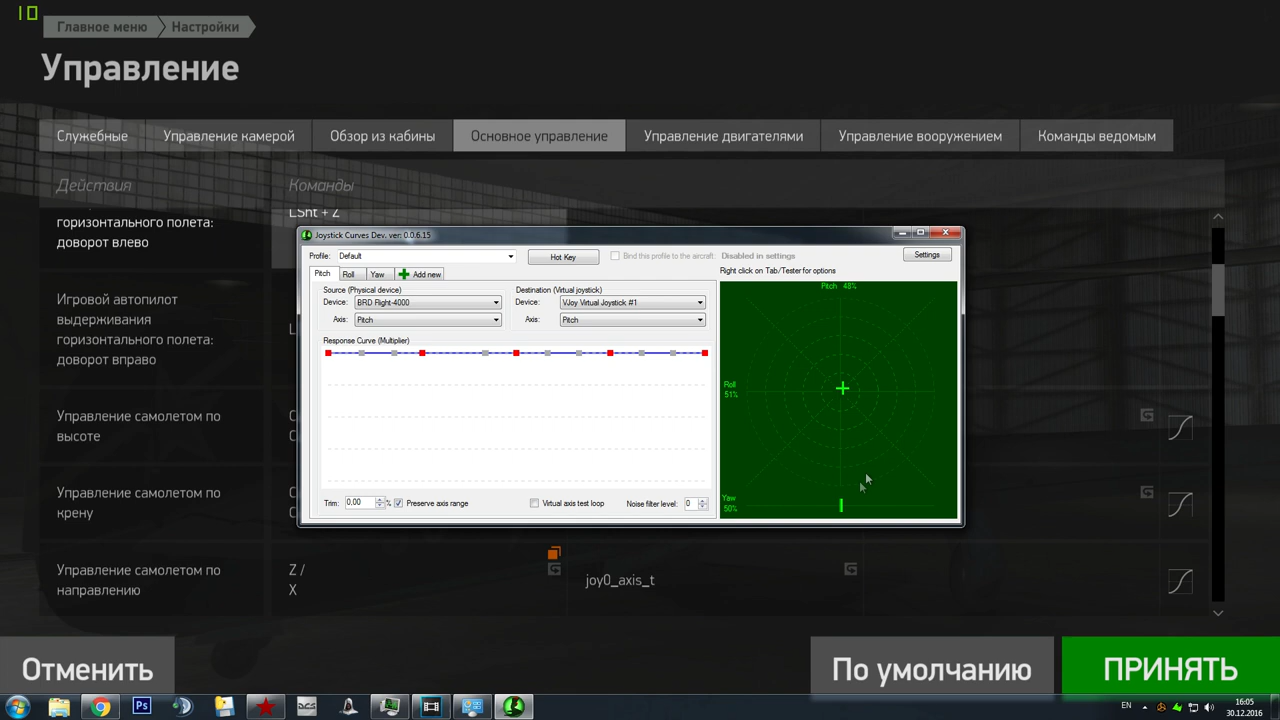 10
Главное меню
Настройки
Управление
Служебные
Управление камерой
Обзор из кабины
Основное управление
Управление двигателями
Управление вооружением
Команды ведомым
Действия
Команды
LSht + Z
горизонтального полета:
доворот влево
Игровой автопилот
выдерживания
горизонтального полета:
доворот вправо
Управление самолетом по
высоте
Управление самолетом по
крену
Управление самолетом по
направлению
Z /
X
joy0_axis_t
Joystick Curves Dev. ver: 0.0.6.15
Profile:
Default
Hot Key
Bind this profile to the aircraft:
Disabled in settings
Settings
Pitch
Roll
Yaw
Add new
Right click on Tab/Tester for options
Source (Physical device)
Device:
BRD Flight-4000
Axis:
Pitch
Destination (Virtual joystick)
Device:
VJoy Virtual Joystick #1
Axis:
Pitch
Response Curve (Multiplier)
Trim:
0.00
%
Preserve axis range
Virtual axis test loop
Noise filter level:
0
Pitch 48%
Roll
51%
Yaw
50%
Отменить
По умолчанию
ПРИНЯТЬ
Ps
DCS
EN
16:05
30.12.2016